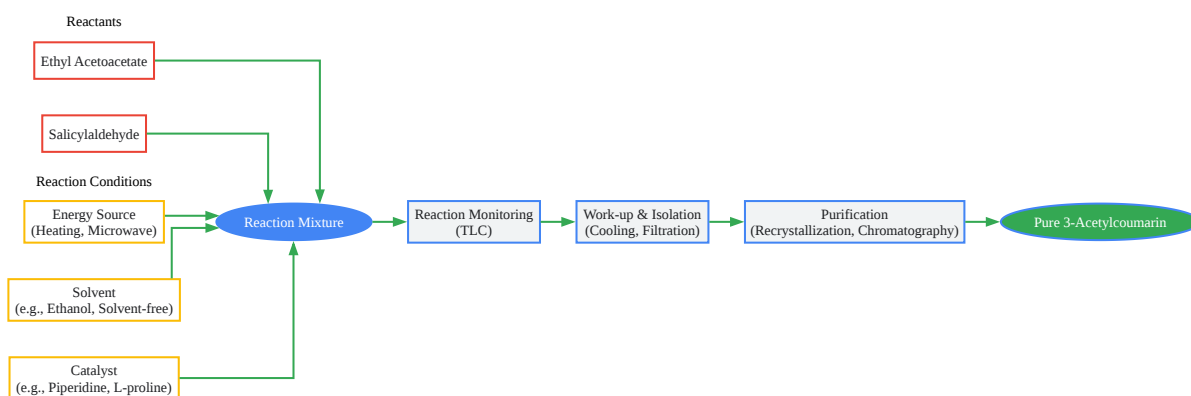 Reactants
Ethyl Acetoacetate
Salicylaldehyde
Reaction Conditions
Energy Source
(Heating, Microwave)
Solvent
(e.g., Ethanol, Solvent-free)
Catalyst
(e.g., Piperidine, L-proline)
Reaction Mixture
Reaction Monitoring
(TLC)
Work-up & Isolation
(Cooling, Filtration)
Purification
(Recrystallization, Chromatography)
Pure 3-Acetylcoumarin